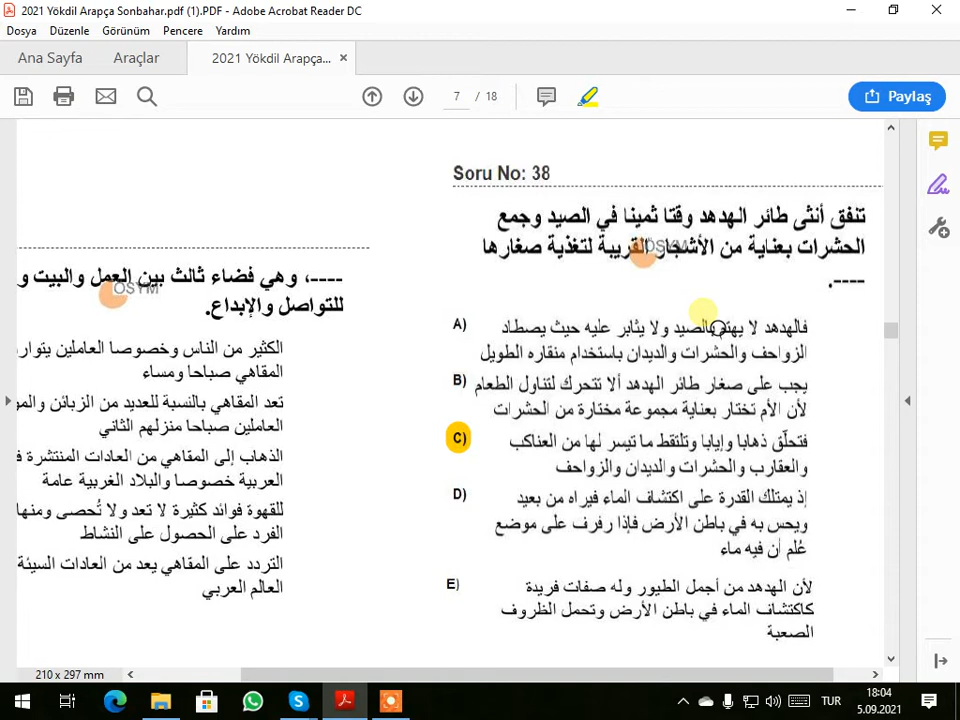 2021 Yökdil Arapça Sonbahar.pdf (1).PDF - Adobe Acrobat Reader DC
Dosya Düzenle Görünüm Pencere Yardım
Ana Sayfa Araçlar 2021 Yökdil Arapça...
7 / 18 Paylaş
Soru No: 38
تنفق أنثى طائر الهدهد وقتا ثمينا في الصيد وجمع
الحشرات بعناية من الأشجار القريبة لتغذية صغارها
----.
ÖSYM
A) فالهدهد لا يهتم بالصيد ولا يثابر عليه حيث يصطاد
الزواحف والحشرات والديدان باستخدام منقاره الطويل
B) يجب على صغار طائر الهدهد ألا تتحرك لتناول الطعام
لأن الأم تختار بعناية مجموعة مختارة من الحشرات
C) فتحلّق ذهابا وإيابا وتلتقط ما تيسر لها من العناكب
والعقارب والحشرات والديدان والزواحف
D) إذ يمتلك القدرة على اكتشاف الماء فيراه من بعيد
ويحس به في باطن الأرض فإذا رفرف على موضع
عُلم أن فيه ماء
E) لأن الهدهد من أجمل الطيور وله صفات فريدة
كاكتشاف الماء في باطن الأرض وتحمل الظروف
الصعبة
----، وهي فضاء ثالث بين العمل والبيت و
للتواصل والإبداع.
ÖSYM
الكثير من الناس وخصوصا العاملين يتوار
المقاهي صباحا ومساء
تعد المقاهي بالنسبة للعديد من الزبائن والمو
العاملين صباحا منزلهم الثاني
الذهاب إلى المقاهي من العادات المنتشرة ف
العربية خصوصا والبلاد الغربية عامة
للقهوة فوائد كثيرة لا تعد ولا تُحصى ومنها
الفرد على الحصول على النشاط
التردد على المقاهي يعد من العادات السيئة
العالم العربي
210 x 297 mm
TUR
18:04
5.09.2021